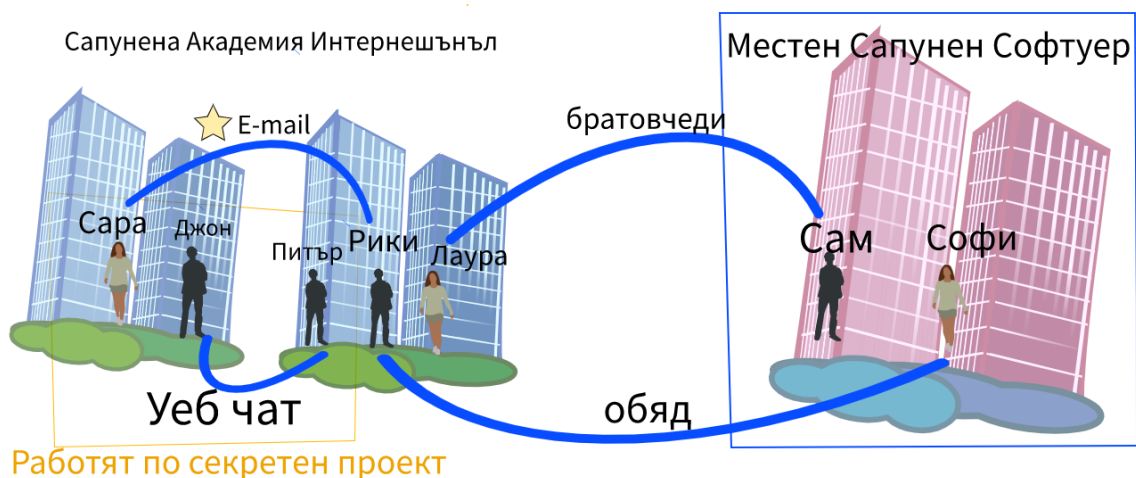 Сапунена Академия Интернешънъл
Местен Сапунен Софтуер
E-mail
братовчеди
Сара
Джон
Питър
Рики
Лаура
Сам
Софи
Уеб чат
обяд
Работят по секретен проект